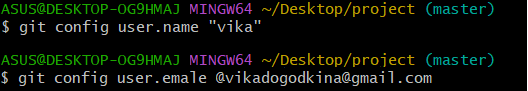 ASUS@DESKTOP-OG9HMAJ MINGW64 ~/Desktop/project (master)
$ git config user.name "vika"
ASUS@DESKTOP-OG9HMAJ MINGW64 ~/Desktop/project (master)
$ git config user.emale @vikadogodkina@gmail.com